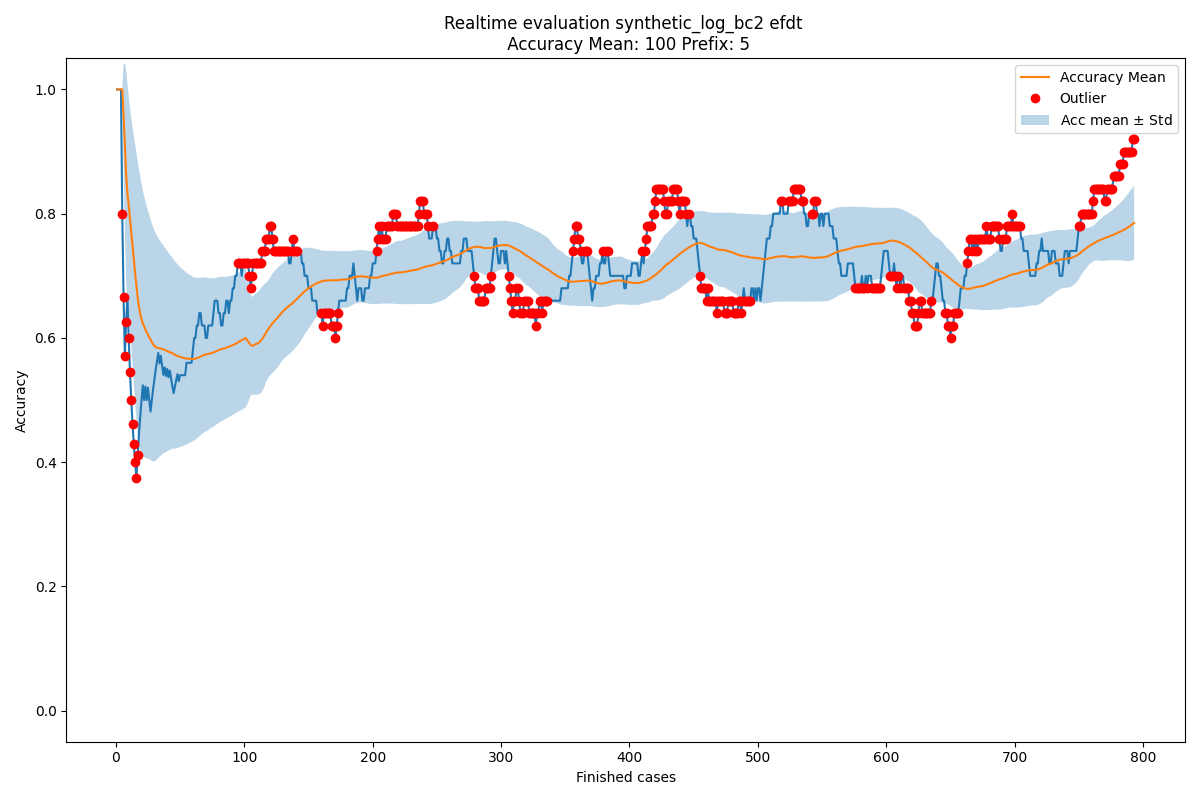 Realtime evaluation synthetic_log_bc2 efdt
Accuracy Mean: 100 Prefix: 5
Accuracy Mean
Outlier
Acc mean ± Std
1.0
0.8
0.6
0.4
0.2
0.0
Accuracy
0 100 200 300 400 500 600 700 800
Finished cases